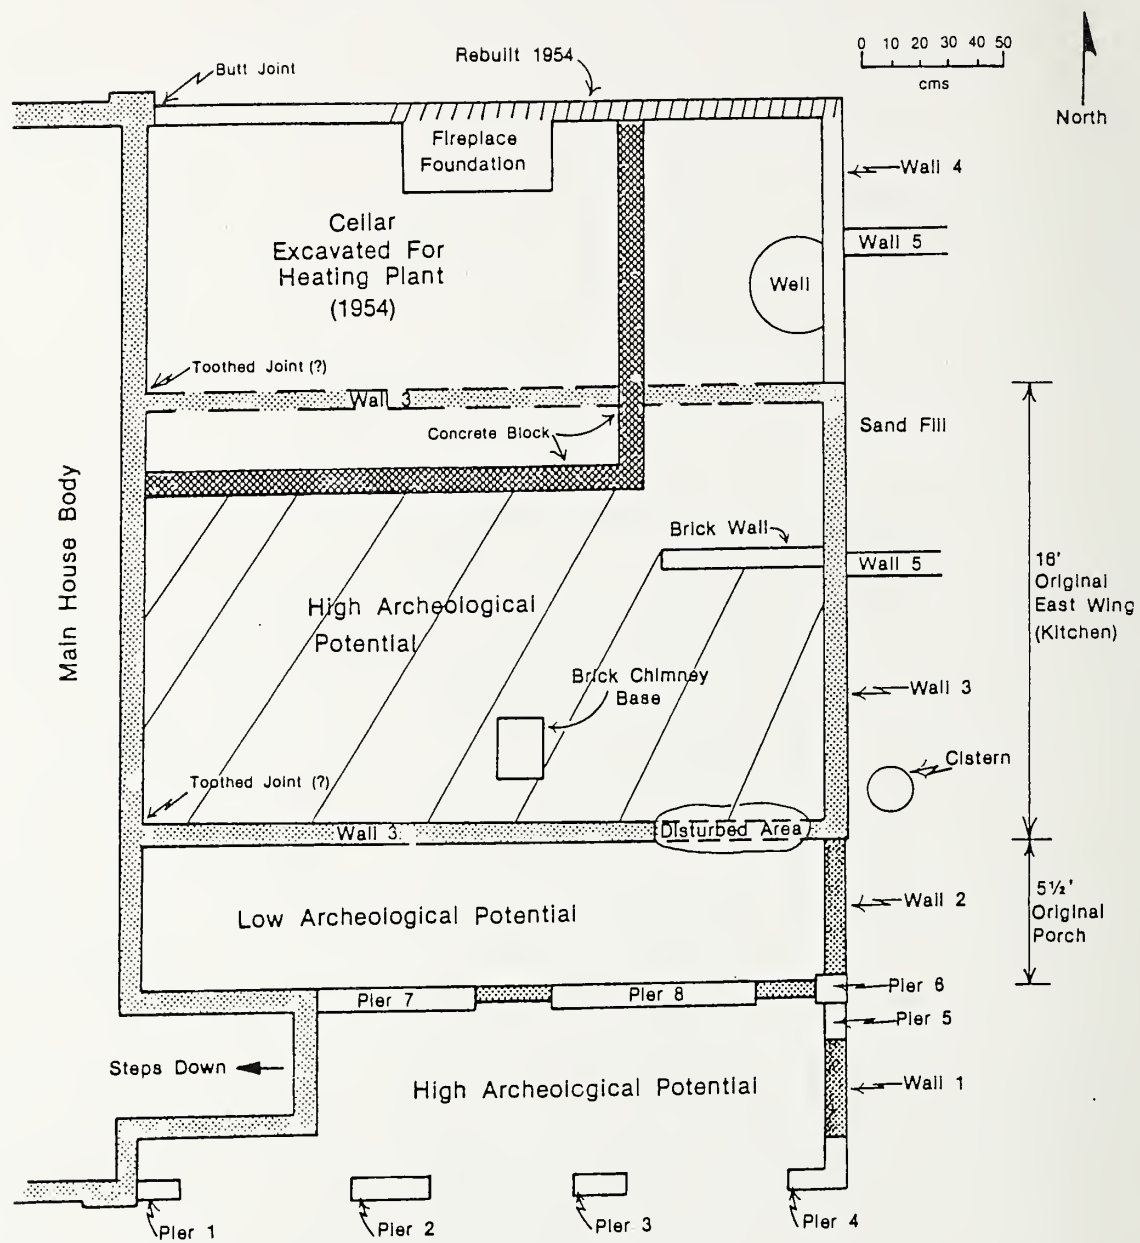 Rebuilt 1954
0 10 20 30 40 50
cms
North
Butt Joint
Fireplace
Foundation
Wall 4
Cellar
Excavated For
Heating Plant
(1954)
Wall 5
Well
Toothed Joint (?)
Wall 3
Concrete Block
Sand Fill
Main House Body
Brick Wall
Wall 5
16'
Original
East Wing
(Kitchen)
High Archeological
Potential
Brick Chimney
Base
Wall 3
Cistern
Toothed Joint (?)
Wall 3
Disturbed Area
Low Archeological Potential
Wall 2
5½'
Original
Porch
Pier 7
Pier 8
Pier 6
Pier 5
Steps Down
High Archeological Potential
Wall 1
Pier 1
Pier 2
Pier 3
Pier 4